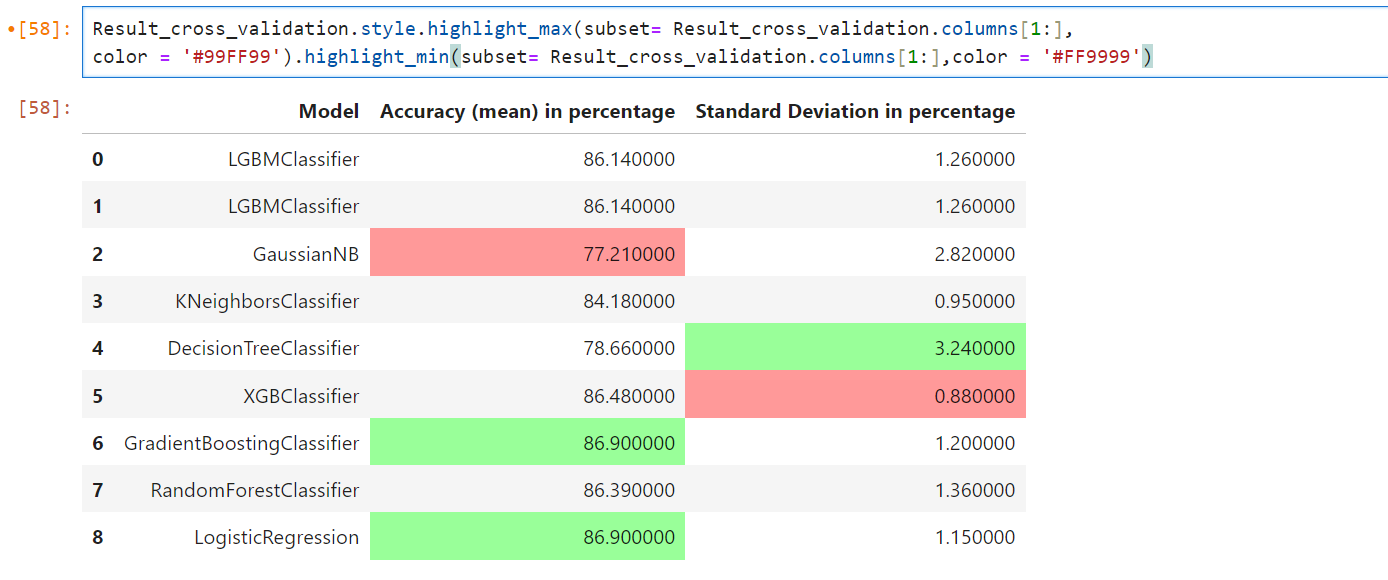 •[58]: Result_cross_validation.style.highlight_max(subset= Result_cross_validation.columns[1:],
color = '#99FF99').highlight_min(subset= Result_cross_validation.columns[1:],color = '#FF9999')
[58]:
Model Accuracy (mean) in percentage Standard Deviation in percentage
0 LGBMClassifier 86.140000 1.260000
1 LGBMClassifier 86.140000 1.260000
2 GaussianNB 77.210000 2.820000
3 KNeighborsClassifier 84.180000 0.950000
4 DecisionTreeClassifier 78.660000 3.240000
5 XGBClassifier 86.480000 0.880000
6 GradientBoostingClassifier 86.900000 1.200000
7 RandomForestClassifier 86.390000 1.360000
8 LogisticRegression 86.900000 1.150000